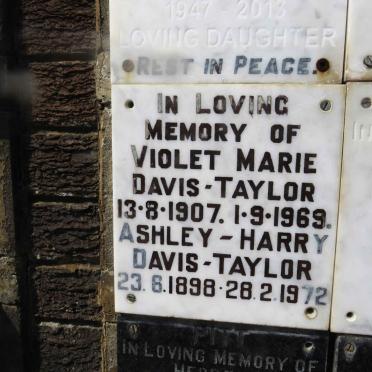 1947 - 2013
LOVING DAUGHTER
REST IN PEACE.
IN LOVING
MEMORY OF
VIOLET MARIE
DAVIS-TAYLOR
13·8·1907. 1·9·1969.
ASHLEY-HARRY
DAVIS-TAYLOR
23.6.1898·28.2.1972
PITT
IN LOVING MEMORY OF